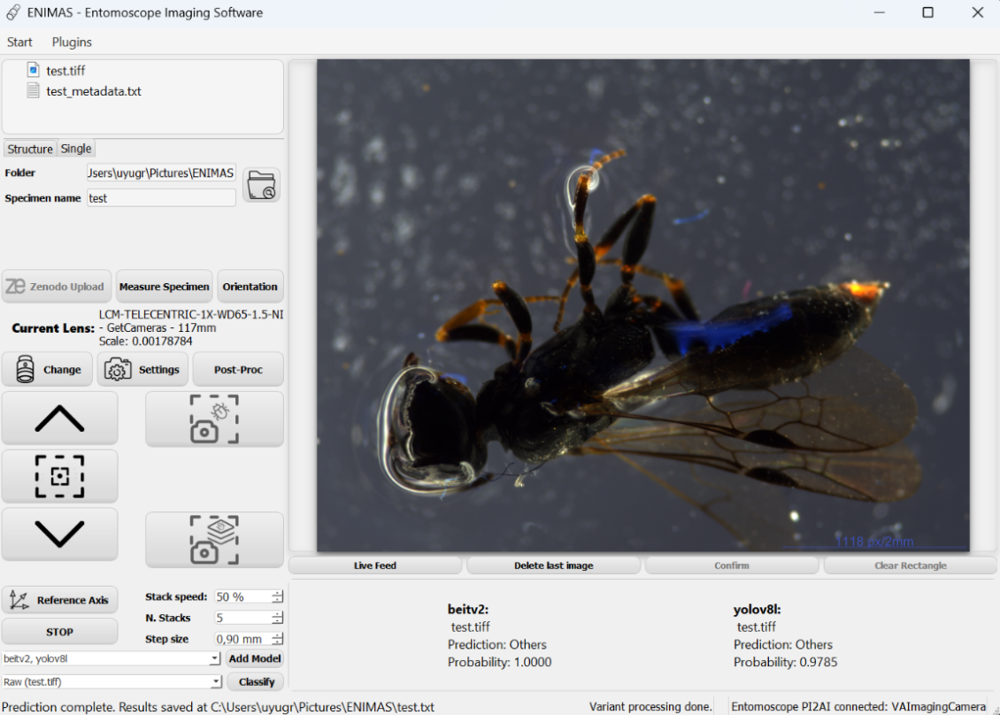 ENIMAS - Entomoscope Imaging Software
Start Plugins
test.tiff
test_metadata.txt
Structure Single
Folder Jsers\uyugr\Pictures\ENIMAS
Specimen name test
Zenodo Upload Measure Specimen Orientation
Current Lens: LCM-TELECENTRIC-1X-WD65-1.5-NI
- GetCameras - 117mm
Scale: 0.00178784
Change Settings Post-Proc
1118 px/2mm
Live Feed Delete last image Confirm Clear Rectangle
Reference Axis
STOP
Stack speed: 50 %
N. Stacks 5
Step size 0,90 mm
beitv2, yolov8l Add Model
Raw (test.tiff) Classify
beitv2:
test.tiff
Prediction: Others
Probability: 1.0000
yolov8l:
test.tiff
Prediction: Others
Probability: 0.9785
Prediction complete. Results saved at C:\Users\uyugr\Pictures\ENIMAS\test.txt Variant processing done. Entomoscope PI2AI connected: VAImagingCamera